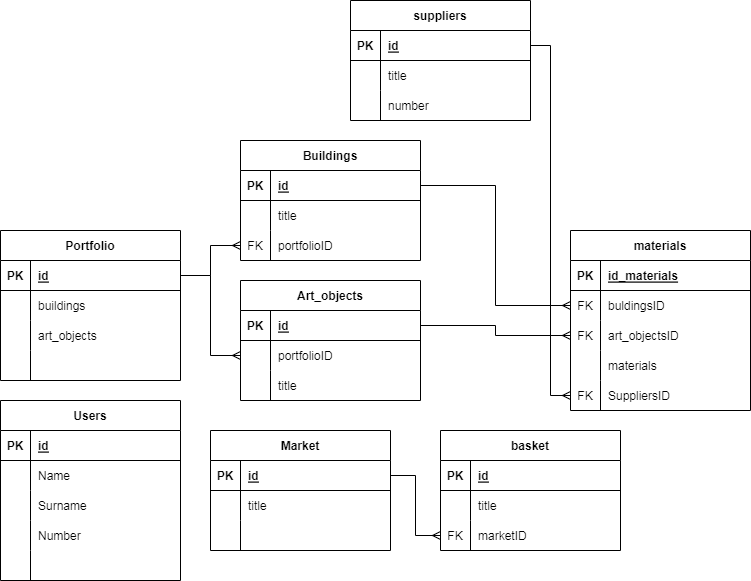 suppliers
PK id
title
number
Buildings
PK id
title
FK portfolioID
Portfolio
PK id
buildings
art_objects
Art_objects
PK id
portfolioID
title
materials
PK id_materials
FK buldingsID
FK art_objectsID
materials
FK SuppliersID
Users
PK id
Name
Surname
Number
Market
PK id
title
basket
PK id
title
FK marketID